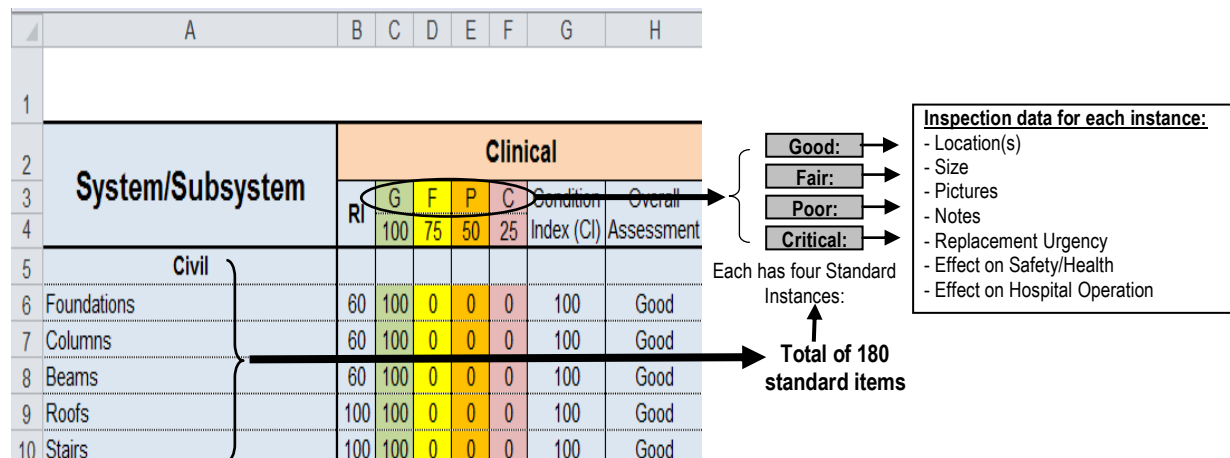 A B C D E F G H
1
2 System/Subsystem Clinical
3 RI G F P C Condition Overall
4 100 75 50 25 Index (CI) Assessment
5 Civil
6 Foundations 60 100 0 0 0 100 Good
7 Columns 60 100 0 0 0 100 Good
8 Beams 60 100 0 0 0 100 Good
9 Roofs 100 100 0 0 0 100 Good
10 Stairs 100 100 0 0 0 100 Good
Good:
Fair:
Poor:
Critical:
Each has four Standard
Instances:
Total of 180
standard items
Inspection data for each instance:
- Location(s)
- Size
- Pictures
- Notes
- Replacement Urgency
- Effect on Safety/Health
- Effect on Hospital Operation